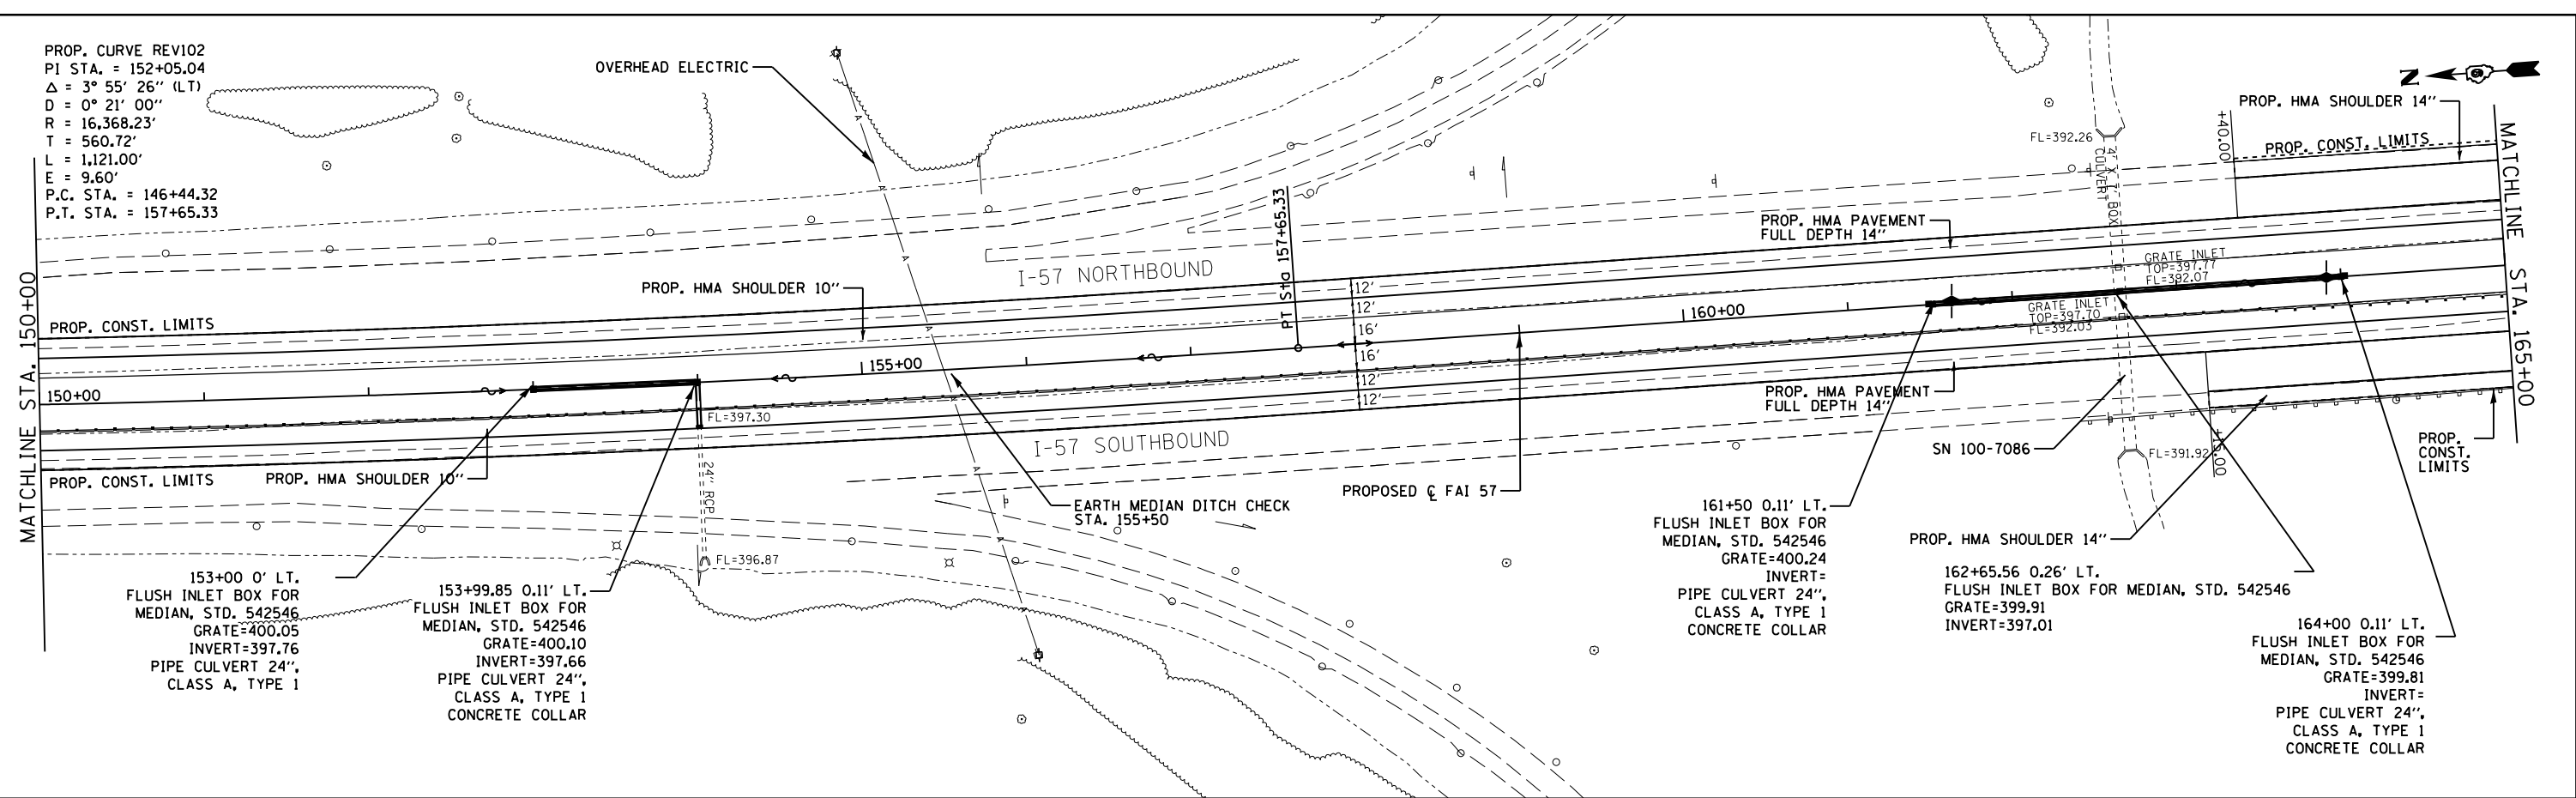 PROP. CURVE REV102
PI STA. = 152+05.04
Δ = 3° 55' 26" (LT)
D = 0° 21' 00"
R = 16,368.23'
T = 560.72'
L = 1,121.00'
E = 9.60'
P.C. STA. = 146+44.32
P.T. STA. = 157+65.33
OVERHEAD ELECTRIC
N
PROP. HMA SHOULDER 14"
PROP. CONST. LIMITS
+40.00
FL=392.26
4' X 7' BOX
CULVERT
MATCHLINE STA. 150+00
MATCHLINE STA. 165+00
PROP. HMA PAVEMENT
FULL DEPTH 14"
I-57 NORTHBOUND
PT Sta 157+65.33
PROP. HMA SHOULDER 10"
GRATE INLET
TOP=397.77
FL=392.07
12'
12'
16'
16'
12'
12'
160+00
GRATE INLET
TOP=397.70
FL=392.03
PROP. CONST. LIMITS
155+00
150+00
FL=397.30
PROP. HMA PAVEMENT
FULL DEPTH 14"
I-57 SOUTHBOUND
SN 100-7086
FL=391.92
PROP.
CONST.
LIMITS
PROP. CONST. LIMITS
PROP. HMA SHOULDER 10"
24" RCP
PROPOSED ℄ FAI 57
EARTH MEDIAN DITCH CHECK
STA. 155+50
FL=396.87
PROP. HMA SHOULDER 14"
153+00 0' LT.
FLUSH INLET BOX FOR
MEDIAN, STD. 542546
GRATE=400.05
INVERT=397.76
PIPE CULVERT 24",
CLASS A, TYPE 1
153+99.85 0.11' LT.
FLUSH INLET BOX FOR
MEDIAN, STD. 542546
GRATE=400.10
INVERT=397.66
PIPE CULVERT 24",
CLASS A, TYPE 1
CONCRETE COLLAR
161+50 0.11' LT.
FLUSH INLET BOX FOR
MEDIAN, STD. 542546
GRATE=400.24
INVERT=
PIPE CULVERT 24",
CLASS A, TYPE 1
CONCRETE COLLAR
162+65.56 0.26' LT.
FLUSH INLET BOX FOR MEDIAN, STD. 542546
GRATE=399.91
INVERT=397.01
164+00 0.11' LT.
FLUSH INLET BOX FOR
MEDIAN, STD. 542546
GRATE=399.81
INVERT=
PIPE CULVERT 24",
CLASS A, TYPE 1
CONCRETE COLLAR